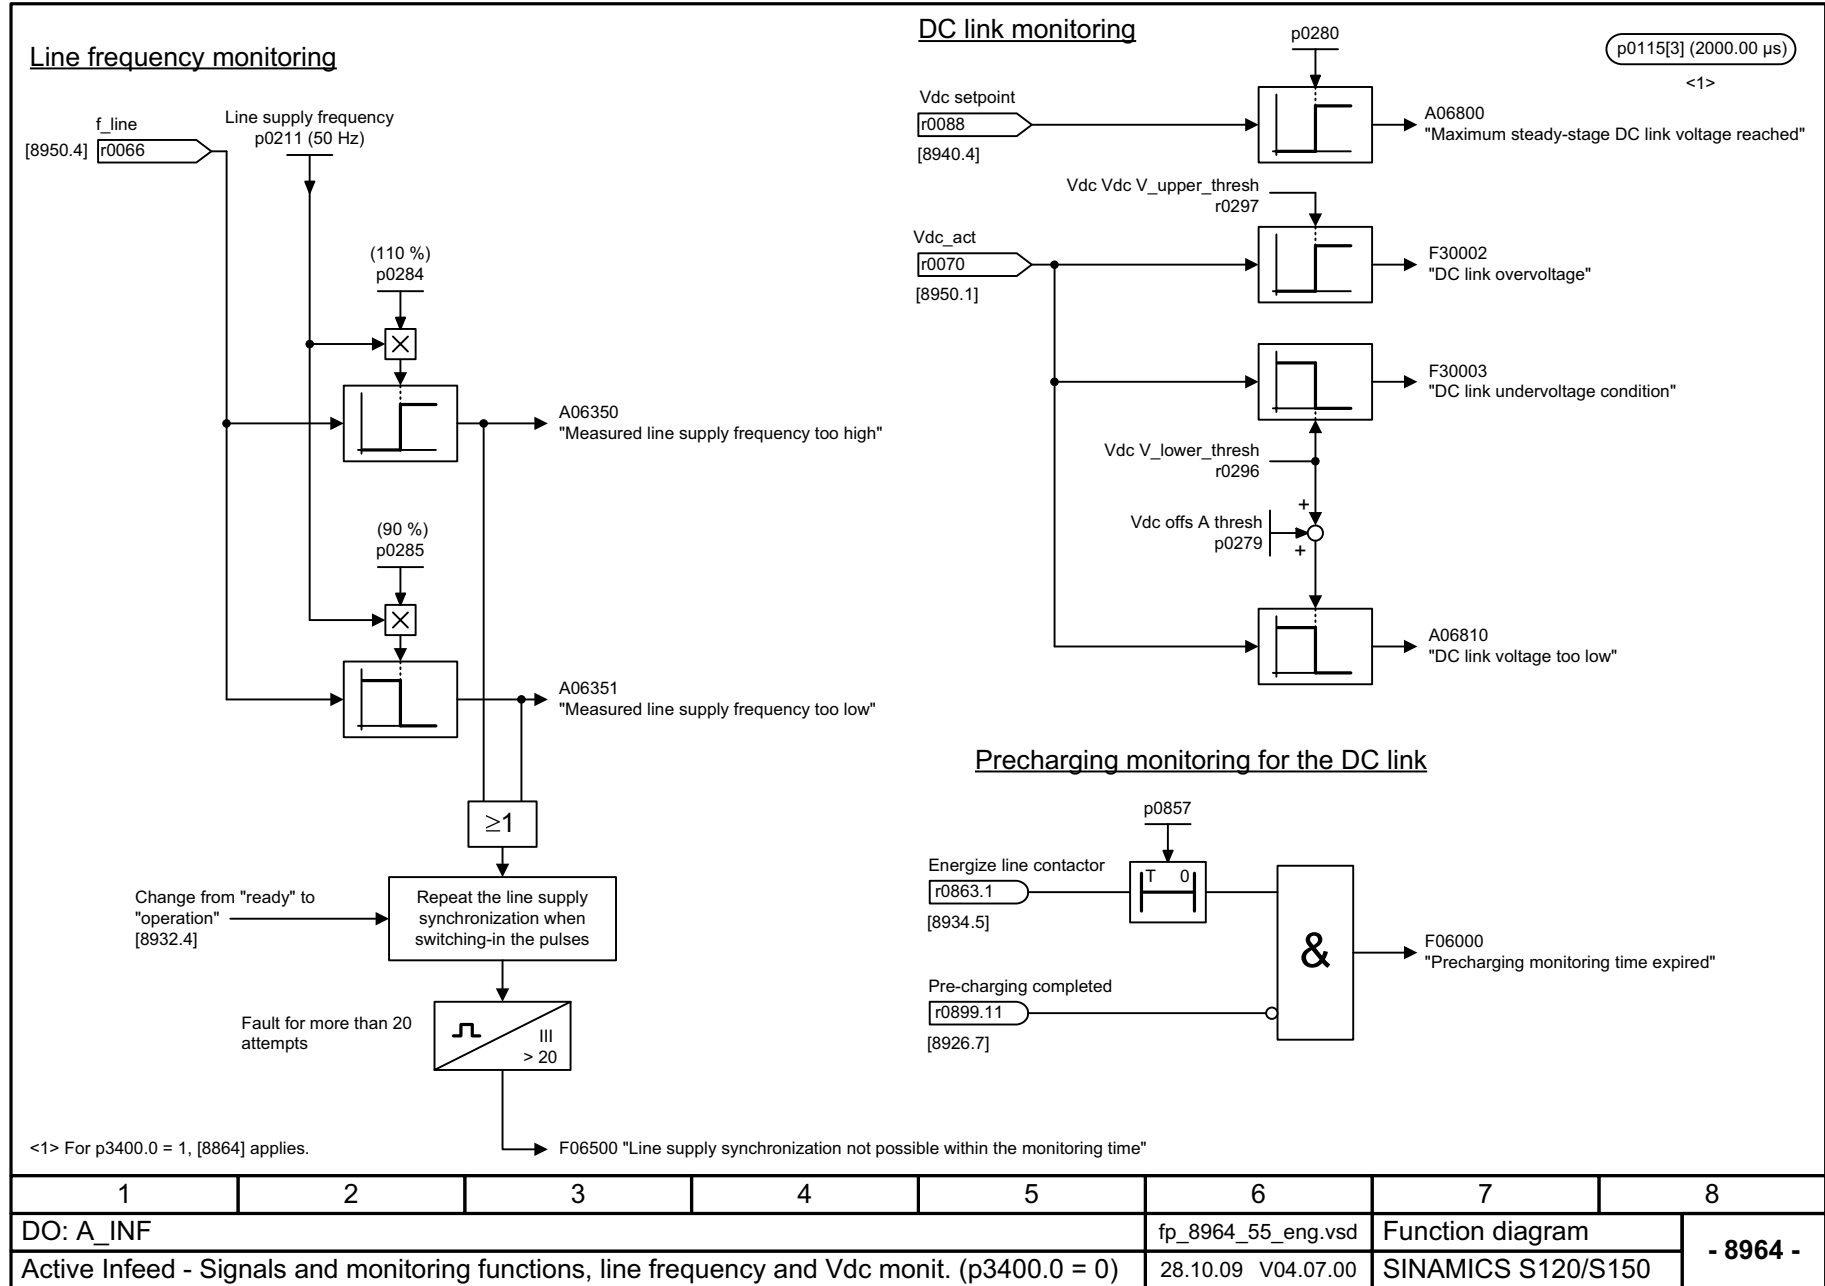 Line frequency monitoring
f_line
[8950.4]
r0066
Line supply frequency
p0211 (50 Hz)
(110 %)
p0284
A06350
"Measured line supply frequency too high"
(90 %)
p0285
A06351
"Measured line supply frequency too low"
≥1
Change from "ready" to
"operation"
[8932.4]
Repeat the line supply
synchronization when
switching-in the pulses
Fault for more than 20
attempts
III
> 20
F06500 "Line supply synchronization not possible within the monitoring time"
<1> For p3400.0 = 1, [8864] applies.
DC link monitoring
p0280
p0115[3] (2000.00 µs)
<1>
Vdc setpoint
r0088
[8940.4]
A06800
"Maximum steady-stage DC link voltage reached"
Vdc Vdc V_upper_thresh
r0297
Vdc_act
r0070
[8950.1]
F30002
"DC link overvoltage"
F30003
"DC link undervoltage condition"
Vdc V_lower_thresh
r0296
+
Vdc offs A thresh
p0279
+
A06810
"DC link voltage too low"
Precharging monitoring for the DC link
p0857
Energize line contactor
r0863.1
[8934.5]
T 0
&
F06000
"Precharging monitoring time expired"
Pre-charging completed
r0899.11
[8926.7]
1 2 3 4 5 6 7 8
DO: A_INF
fp_8964_55_eng.vsd
Function diagram
- 8964 -
Active Infeed - Signals and monitoring functions, line frequency and Vdc monit. (p3400.0 = 0)
28.10.09 V04.07.00
SINAMICS S120/S150